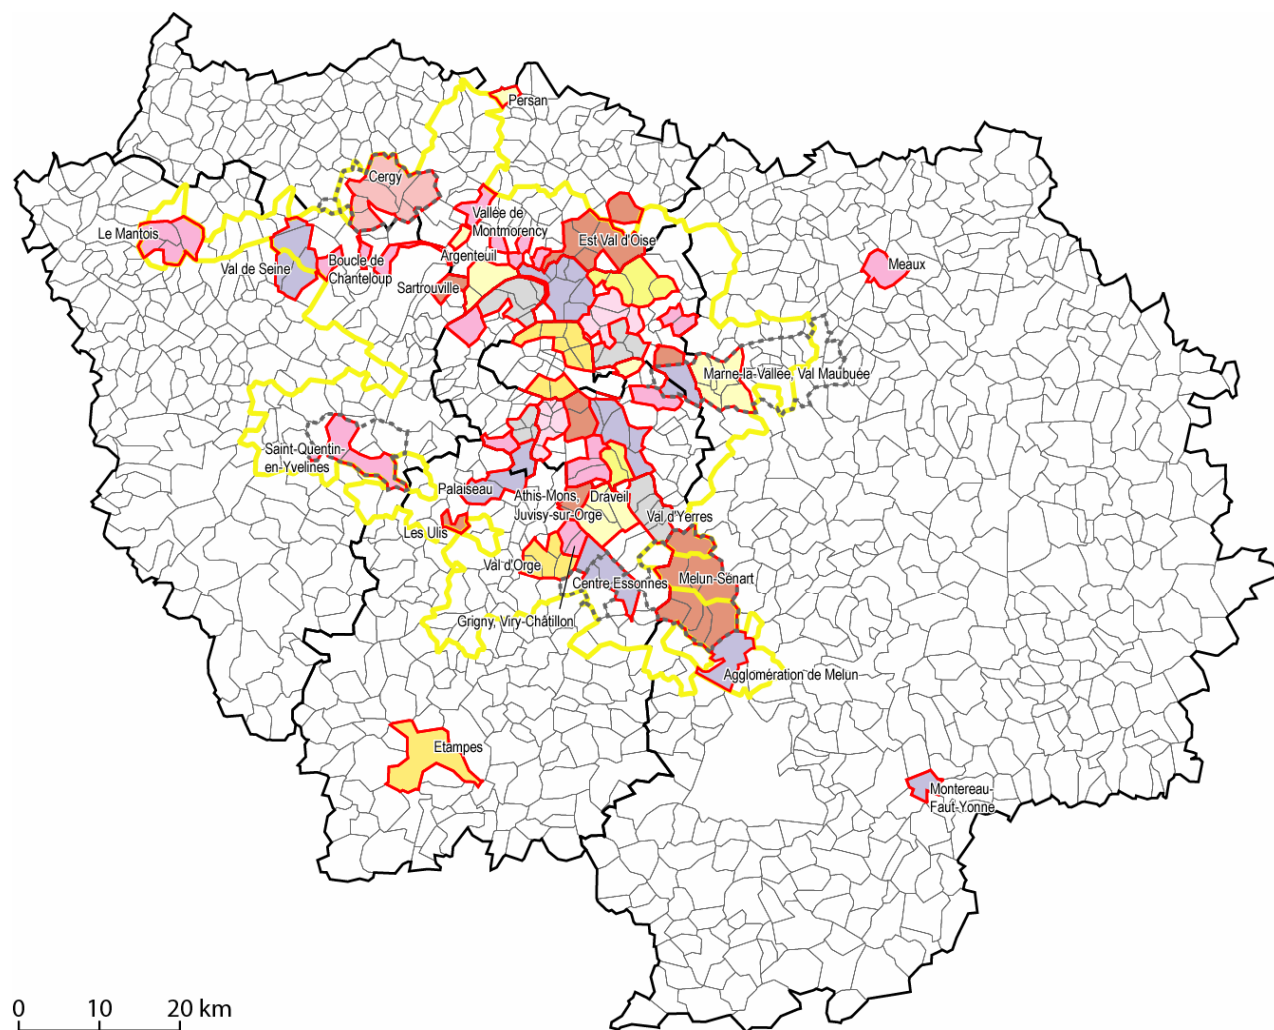 Persan
Cergy
Vallée de
Montmorency
Le Mantois
Est Val d'Oise
Argenteuil
Val de Seine
Boucle de
Chanteloup
Meaux
Sartrouville
Marne-la-Vallée, Val Maubuée
Saint-Quentin-
en-Yvelines
Palaiseau
Athis-Mons,
Juvisy-sur-Orge
Draveil
Val d'Yerres
Les Ulis
Val d'Orge
Centre Essonnes
Melun-Sénart
Grigny, Viry-Châtillon
Agglomération de Melun
Etampes
Montereau-
Faut-Yonne
0 10 20 km